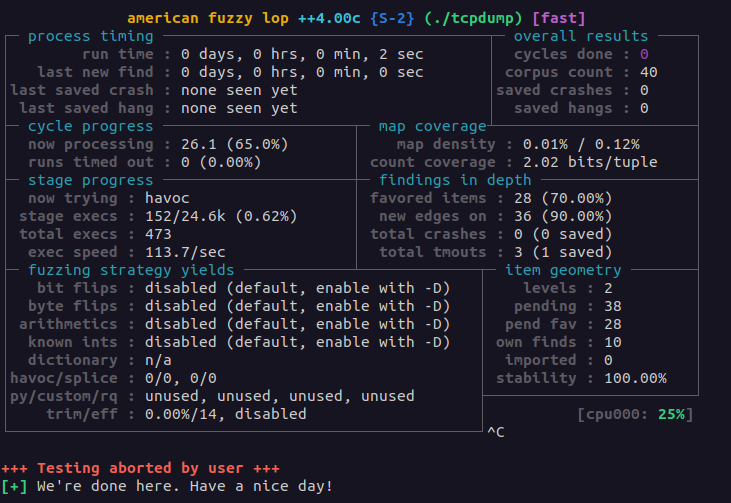 american fuzzy lop ++4.00c {S-2} (./tcpdump) [fast]
process timing overall results
run time : 0 days, 0 hrs, 0 min, 2 sec cycles done : 0
last new find : 0 days, 0 hrs, 0 min, 0 sec corpus count : 40
last saved crash : none seen yet saved crashes : 0
last saved hang : none seen yet saved hangs : 0
cycle progress map coverage
now processing : 26.1 (65.0%) map density : 0.01% / 0.12%
runs timed out : 0 (0.00%) count coverage : 2.02 bits/tuple
stage progress findings in depth
now trying : havoc favored items : 28 (70.00%)
stage execs : 152/24.6k (0.62%) new edges on : 36 (90.00%)
total execs : 473 total crashes : 0 (0 saved)
exec speed : 113.7/sec total tmouts : 3 (1 saved)
fuzzing strategy yields item geometry
bit flips : disabled (default, enable with -D) levels : 2
byte flips : disabled (default, enable with -D) pending : 38
arithmetics : disabled (default, enable with -D) pend fav : 28
known ints : disabled (default, enable with -D) own finds : 10
dictionary : n/a imported : 0
havoc/splice : 0/0, 0/0 stability : 100.00%
py/custom/rq : unused, unused, unused, unused
trim/eff : 0.00%/14, disabled [cpu000: 25%]
^C
+++ Testing aborted by user +++
[+] We're done here. Have a nice day!